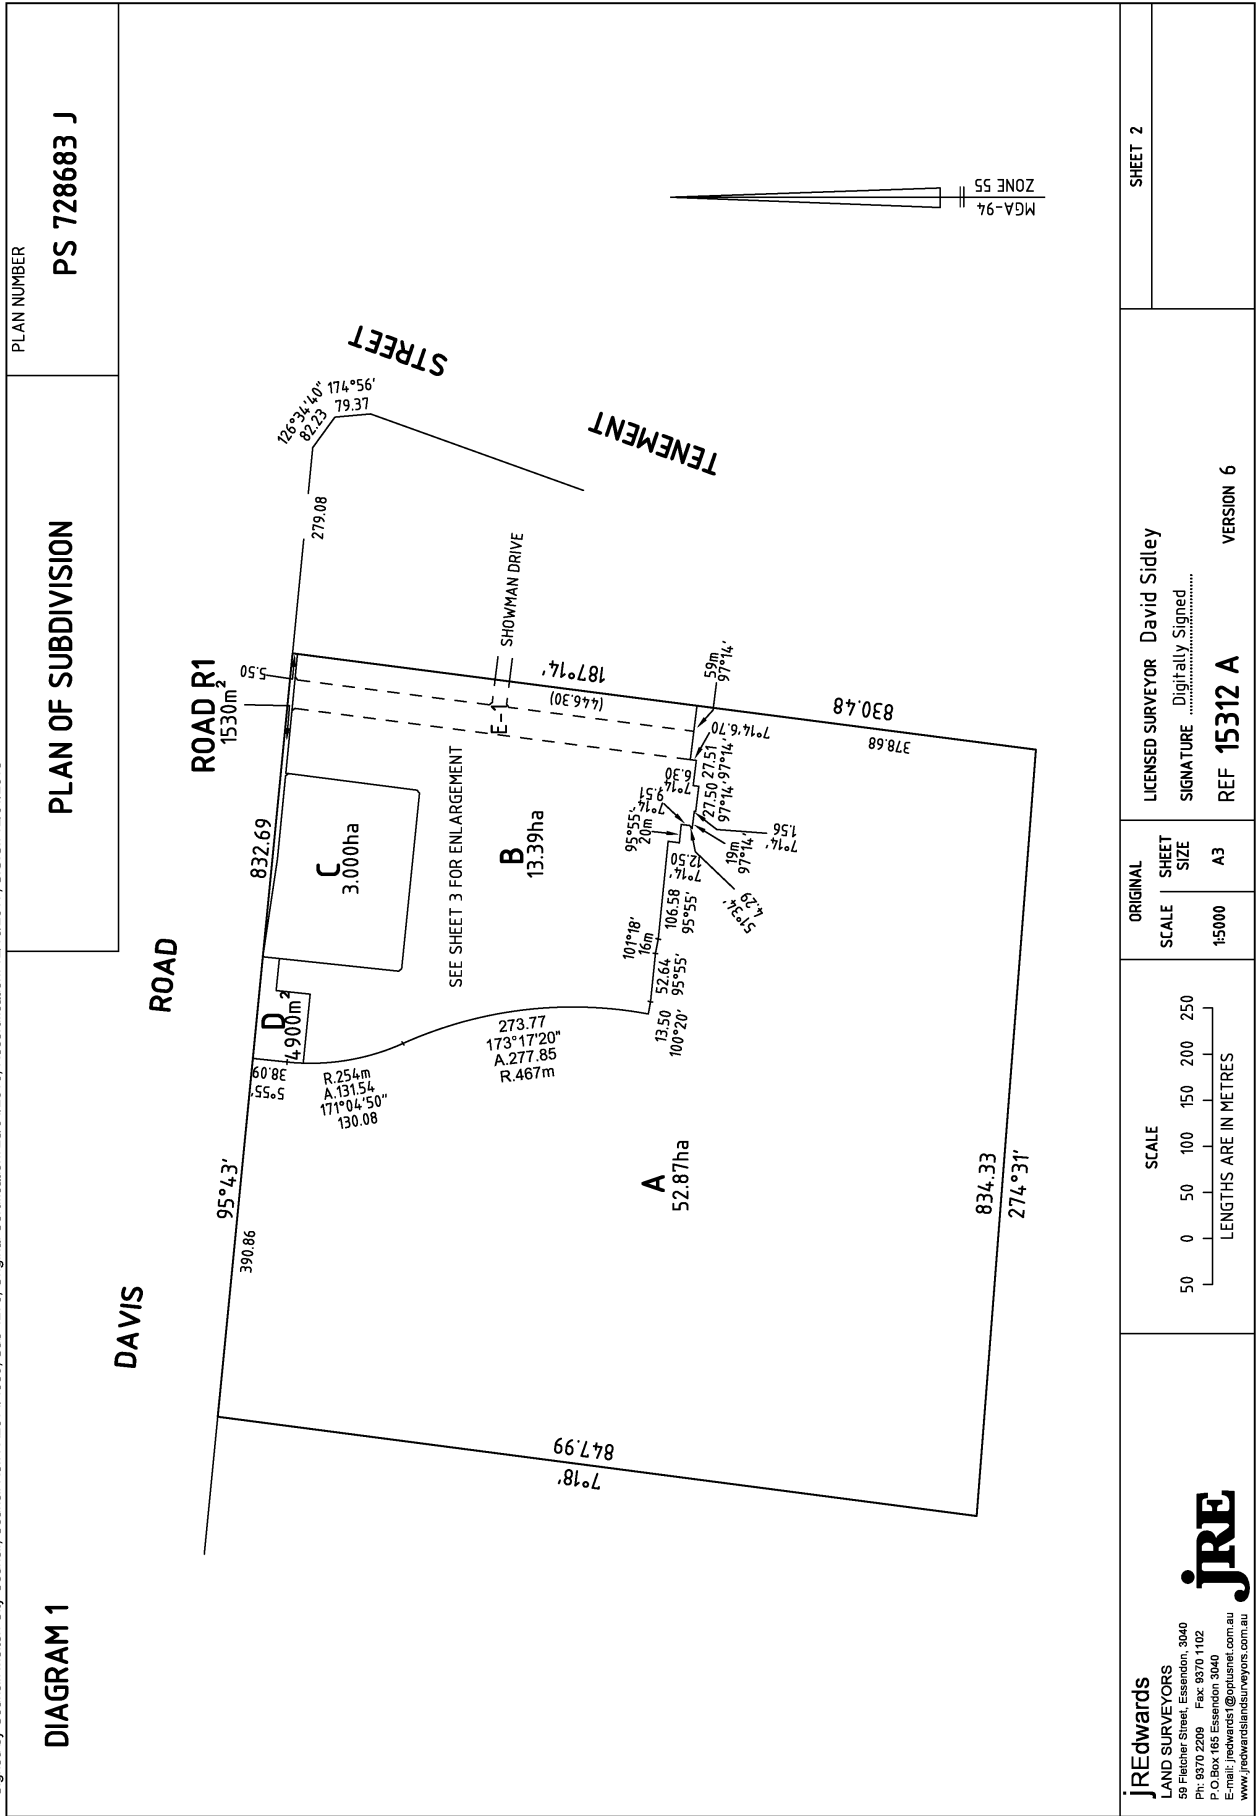 DIAGRAM 1
PLAN OF SUBDIVISION
PLAN NUMBER
PS 728683 J
DAVIS
ROAD
ROAD R1
1530m²
5.50
95°43'
390.86
832.69
279.08
126°34'40"
82.23
174°56'
79.37
STREET
TENEMENT
SHOWMAN DRIVE
D
4900m²
5°55'
38.09
C
3.000ha
R.254m
A.131.54
171°04'50"
130.08
273.77
173°17'20"
A.277.85
R.467m
SEE SHEET 3 FOR ENLARGEMENT
B
13.39ha
E-1
187°14'
(446.30)
830.48
378.68
59m
97°14'
7°14'
6.70
27.51
97°14'
27.50
97°14'
6.30
7°14'
9.51
7°14'
95°55'
20m
12.50
7°14'
19m
97°14'
1.56
7°14'
4.29
51°34'
106.58
95°55'
101°18'
16m
52.64
95°55'
13.50
100°20'
A
52.87ha
847.99
7°18'
834.33
274°31'
MGA-94
ZONE 55
jREdwards
LAND SURVEYORS
59 Fletcher Street, Essendon, 3040
Ph: 9370 2209 Fax: 9370 1102
P.O.Box 165 Essendon 3040
E-mail: jredwards1@optusnet.com.au
www.jredwardslandsurveyors.com.au
jRE
SCALE
50 0 50 100 150 200 250
LENGTHS ARE IN METRES
ORIGINAL
SCALE
SHEET SIZE
1:5000
A3
LICENSED SURVEYOR David Sidley
SIGNATURE Digitally Signed
REF 15312 A
VERSION 6
SHEET 2